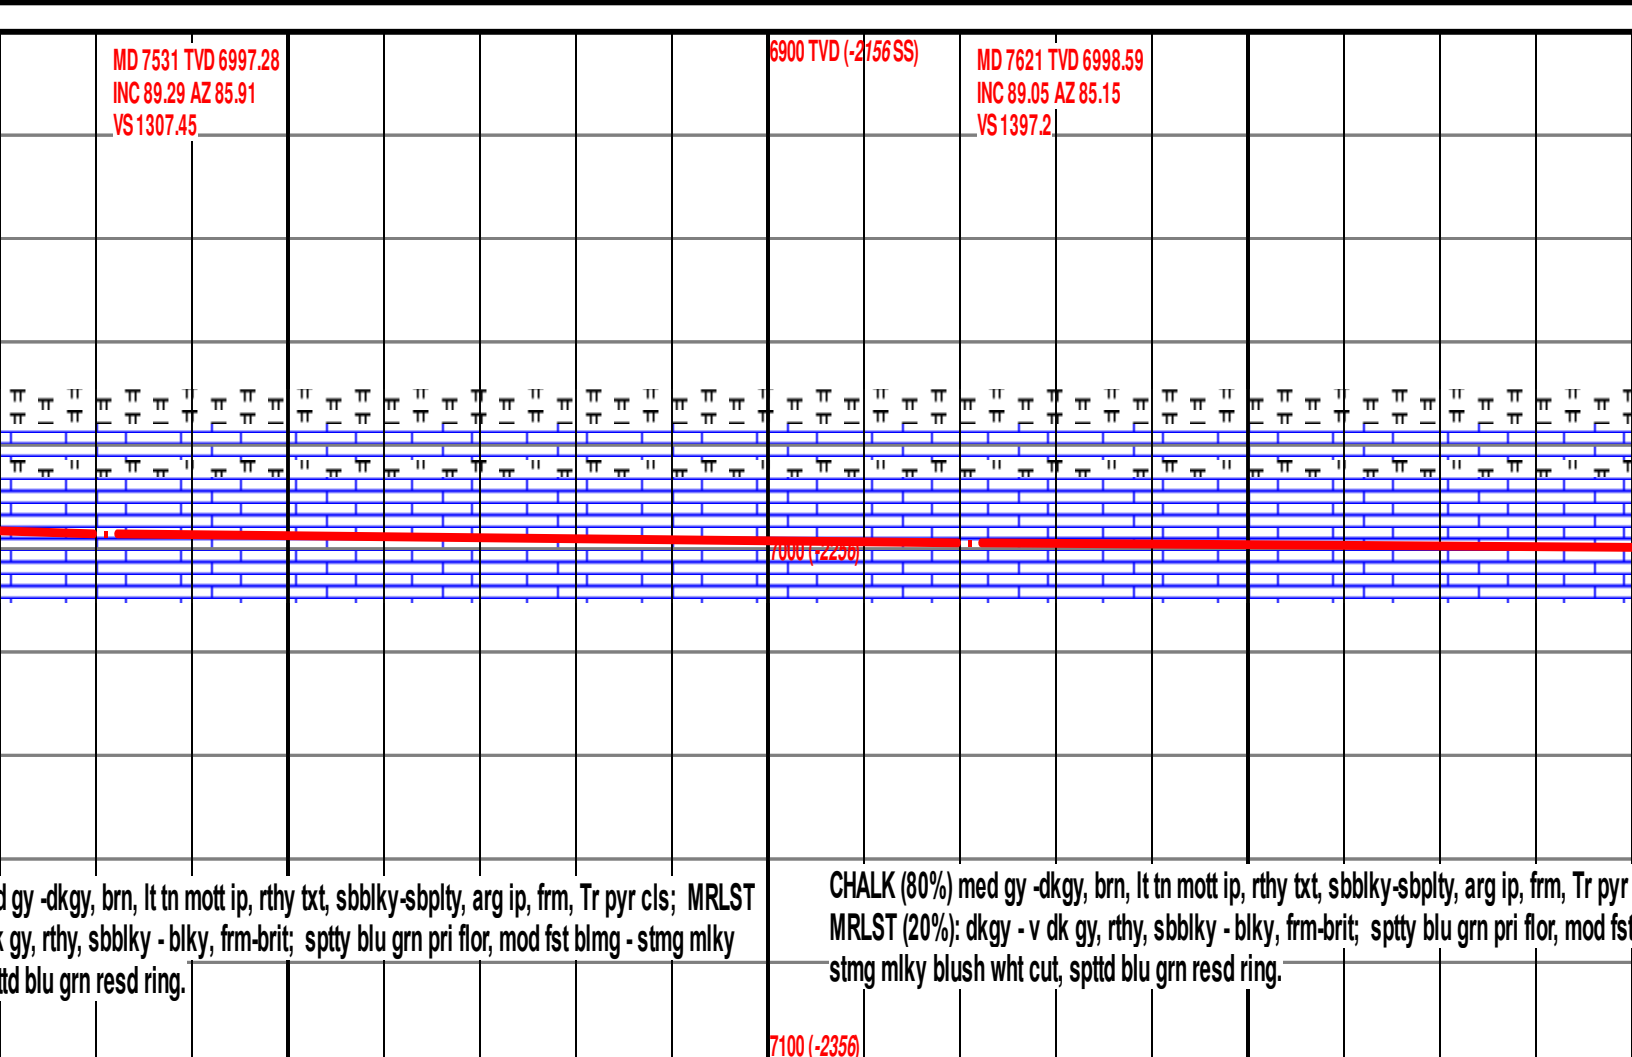 MD 7531 TVD 6997.28
INC 89.29 AZ 85.91
VS 1307.45
6900 TVD (-2156 SS)
MD 7621 TVD 6998.59
INC 89.05 AZ 85.15
VS 1397.2
7000 (-2256)
gy -dkgy, brn, lt tn mott ip, rthy txt, sbblky-sbplty, arg ip, frm, Tr pyr cls; MRLST
gy, rthy, sbblky - blky, frm-brit; sptty blu grn pri flor, mod fst blmg - stmg mlky
blu grn resd ring.
CHALK (80%) med gy -dkgy, brn, lt tn mott ip, rthy txt, sbblky-sbplty, arg ip, frm, Tr pyr
MRLST (20%): dkgy - v dk gy, rthy, sbblky - blky, frm-brit; sptty blu grn pri flor, mod fst
stmg mlky blush wht cut, spttd blu grn resd ring.
7100 (-2356)